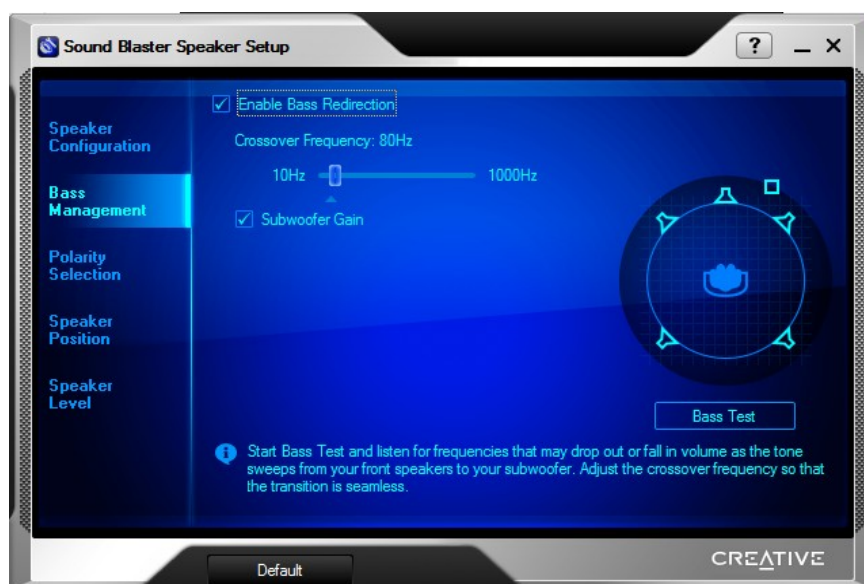 Sound Blaster Speaker Setup
?
Speaker
Configuration
Bass
Management
Polarity
Selection
Speaker
Position
Speaker
Level
Enable Bass Redirection
Crossover Frequency: 80Hz
10Hz 1000Hz
Subwoofer Gain
Bass Test
Start Bass Test and listen for frequencies that may drop out or fall in volume as the tone
sweeps from your front speakers to your subwoofer. Adjust the crossover frequency so that
the transition is seamless.
Default
CREATIVE